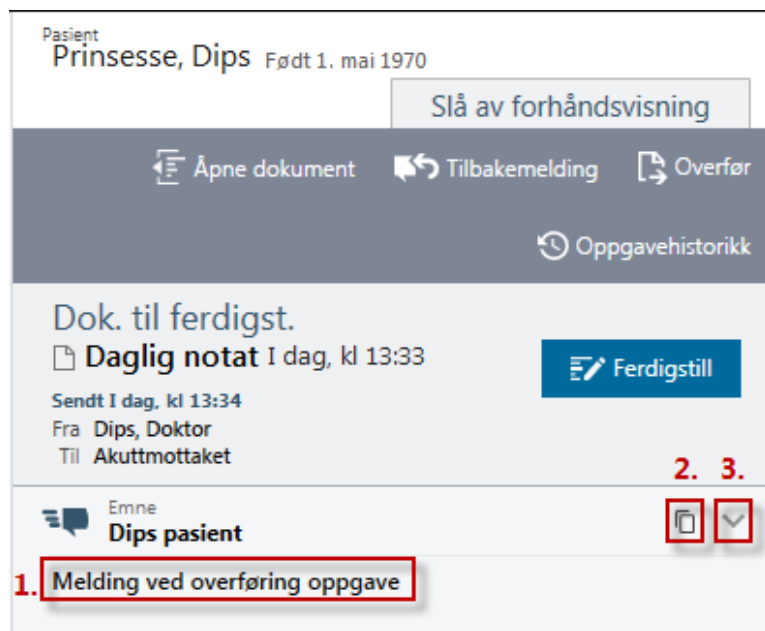 Pasient
Prinsesse, Dips Født 1. mai 1970
Slå av forhåndsvisning
Åpne dokument Tilbakemelding Overfør
Oppgavehistorikk
Dok. til ferdigst.
Daglig notat I dag, kl 13:33
Ferdigstill
Sendt I dag, kl 13:34
Fra Dips, Doktor
Til Akuttmottaket
2. 3.
Emne
Dips pasient
1. Melding ved overføring oppgave